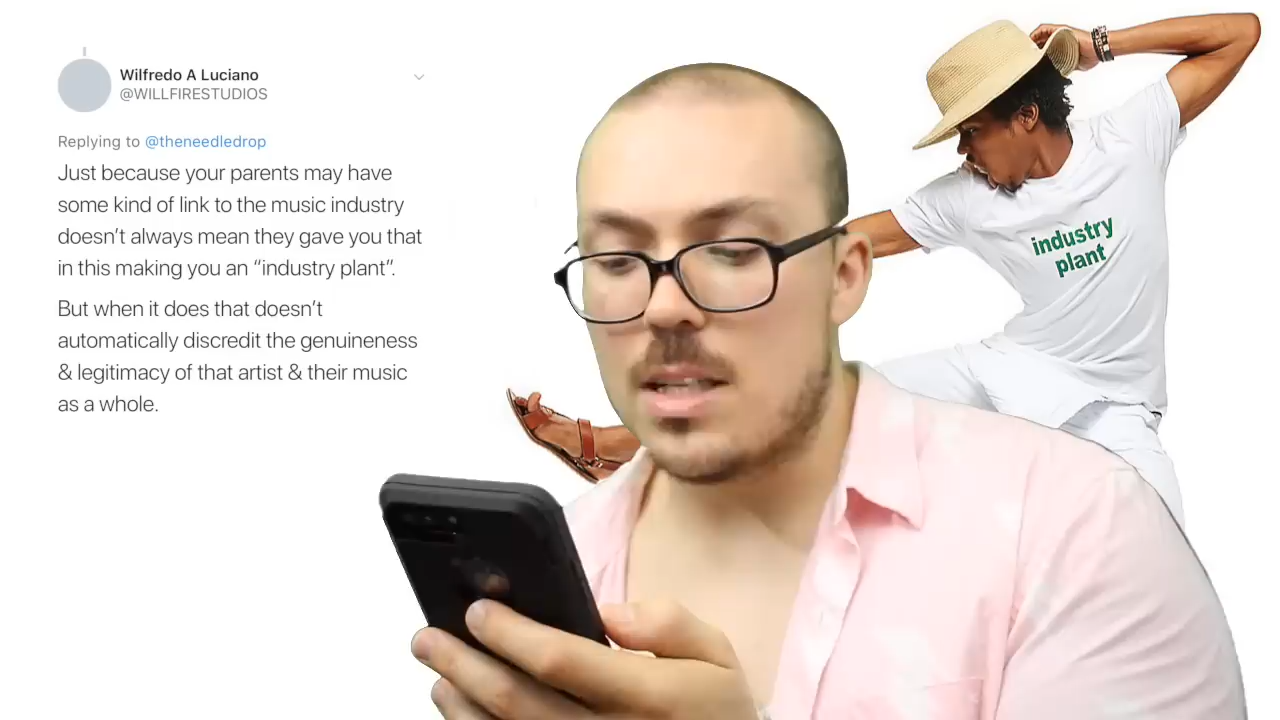 Wilfredo A Luciano
@WILLFIRESTUDIOS
Replying to @theneedledrop
Just because your parents may have
some kind of link to the music industry
doesn’t always mean they gave you that
in this making you an “industry plant”.
But when it does that doesn’t
automatically discredit the genuineness
& legitimacy of that artist & their music
as a whole.
industry
plant